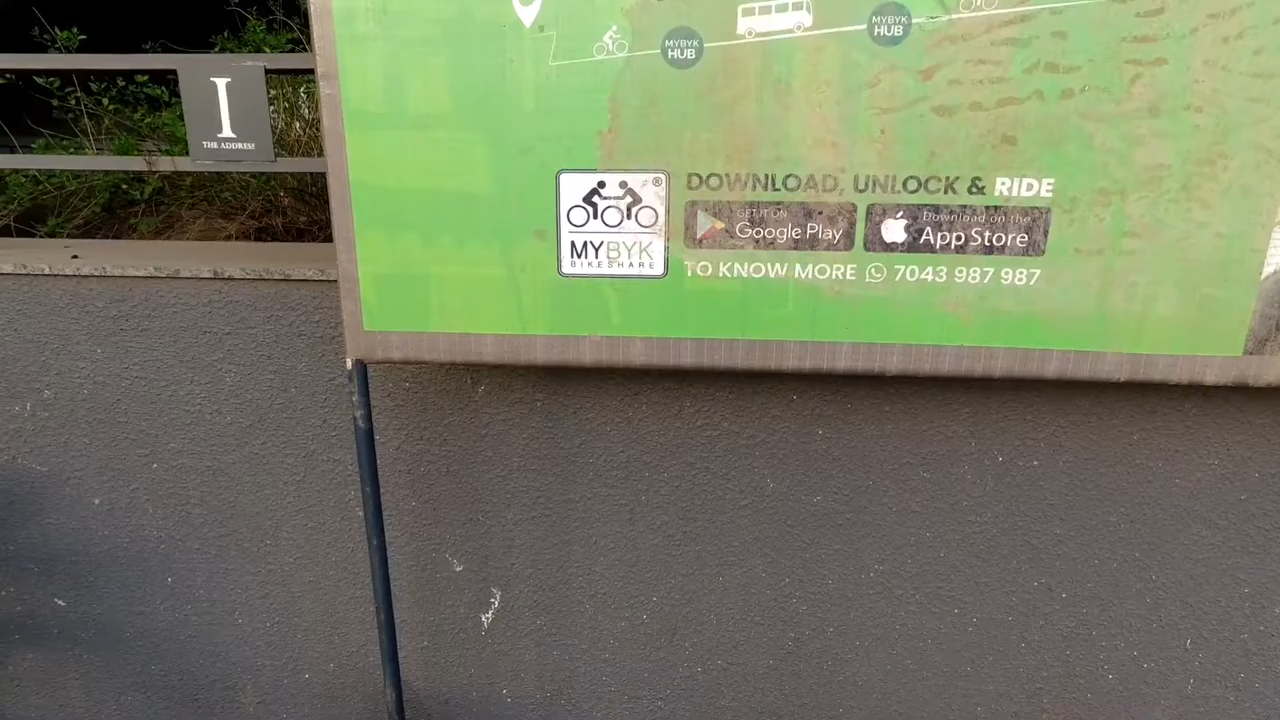 MYBYK
HUB
MYBYK
HUB
I
THE ADDRESS
DOWNLOAD, UNLOCK & RIDE
GET IT ON
Google Play
Download on the
App Store
MYBYK
BIKESHARE
®
TO KNOW MORE 7043 987 987